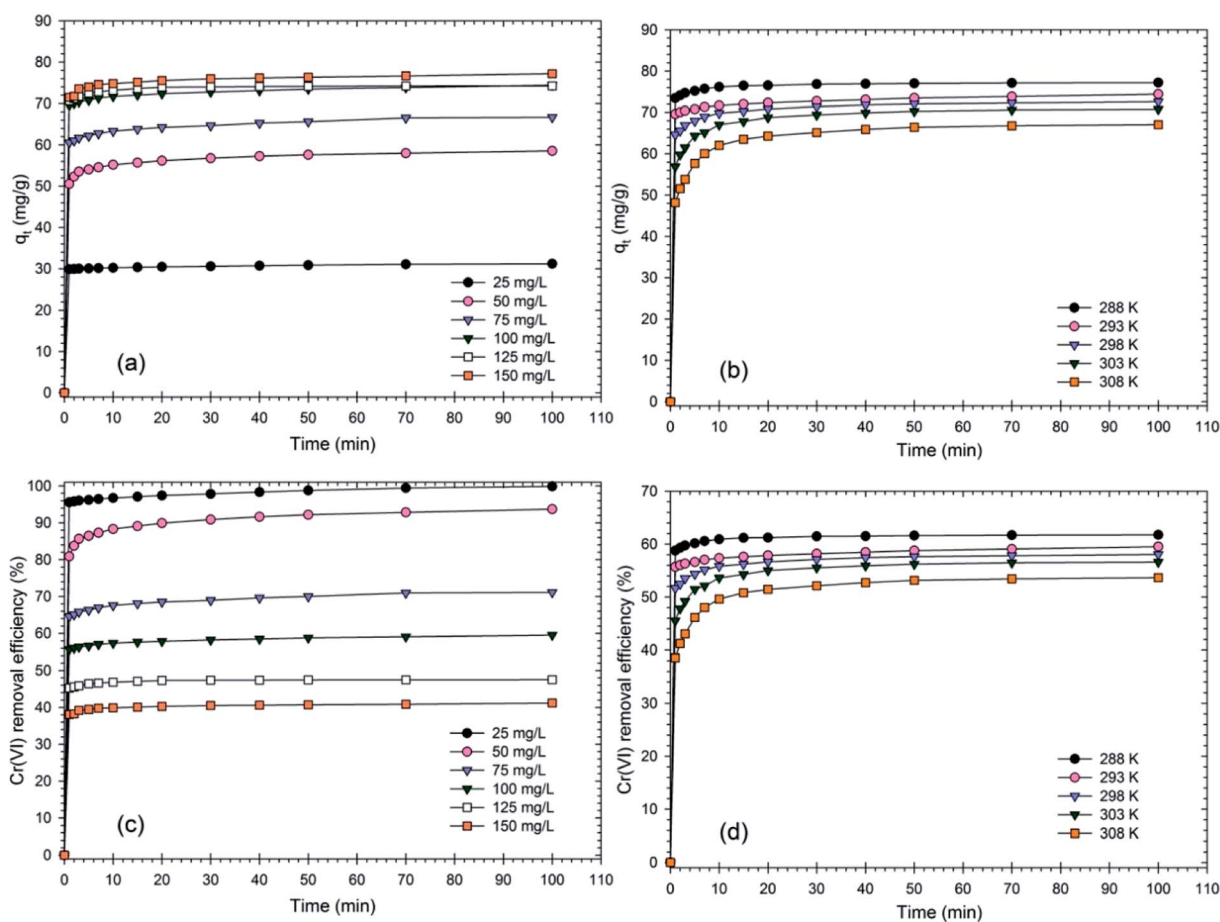 90
80
70
60
50
40
30
20
10
0
qt (mg/g)
25 mg/L
50 mg/L
75 mg/L
100 mg/L
125 mg/L
150 mg/L
(a)
0 10 20 30 40 50 60 70 80 90 100 110
Time (min)
90
80
70
60
50
40
30
20
10
0
qt (mg/g)
288 K
293 K
298 K
303 K
308 K
(b)
0 10 20 30 40 50 60 70 80 90 100 110
Time (min)
100
90
80
70
60
50
40
30
20
10
0
Cr(VI) removal efficiency (%)
25 mg/L
50 mg/L
75 mg/L
100 mg/L
125 mg/L
150 mg/L
(c)
0 10 20 30 40 50 60 70 80 90 100 110
Time (min)
70
60
50
40
30
20
10
0
Cr(VI) removal efficiency (%)
288 K
293 K
298 K
303 K
308 K
(d)
0 10 20 30 40 50 60 70 80 90 100 110
Time (min)